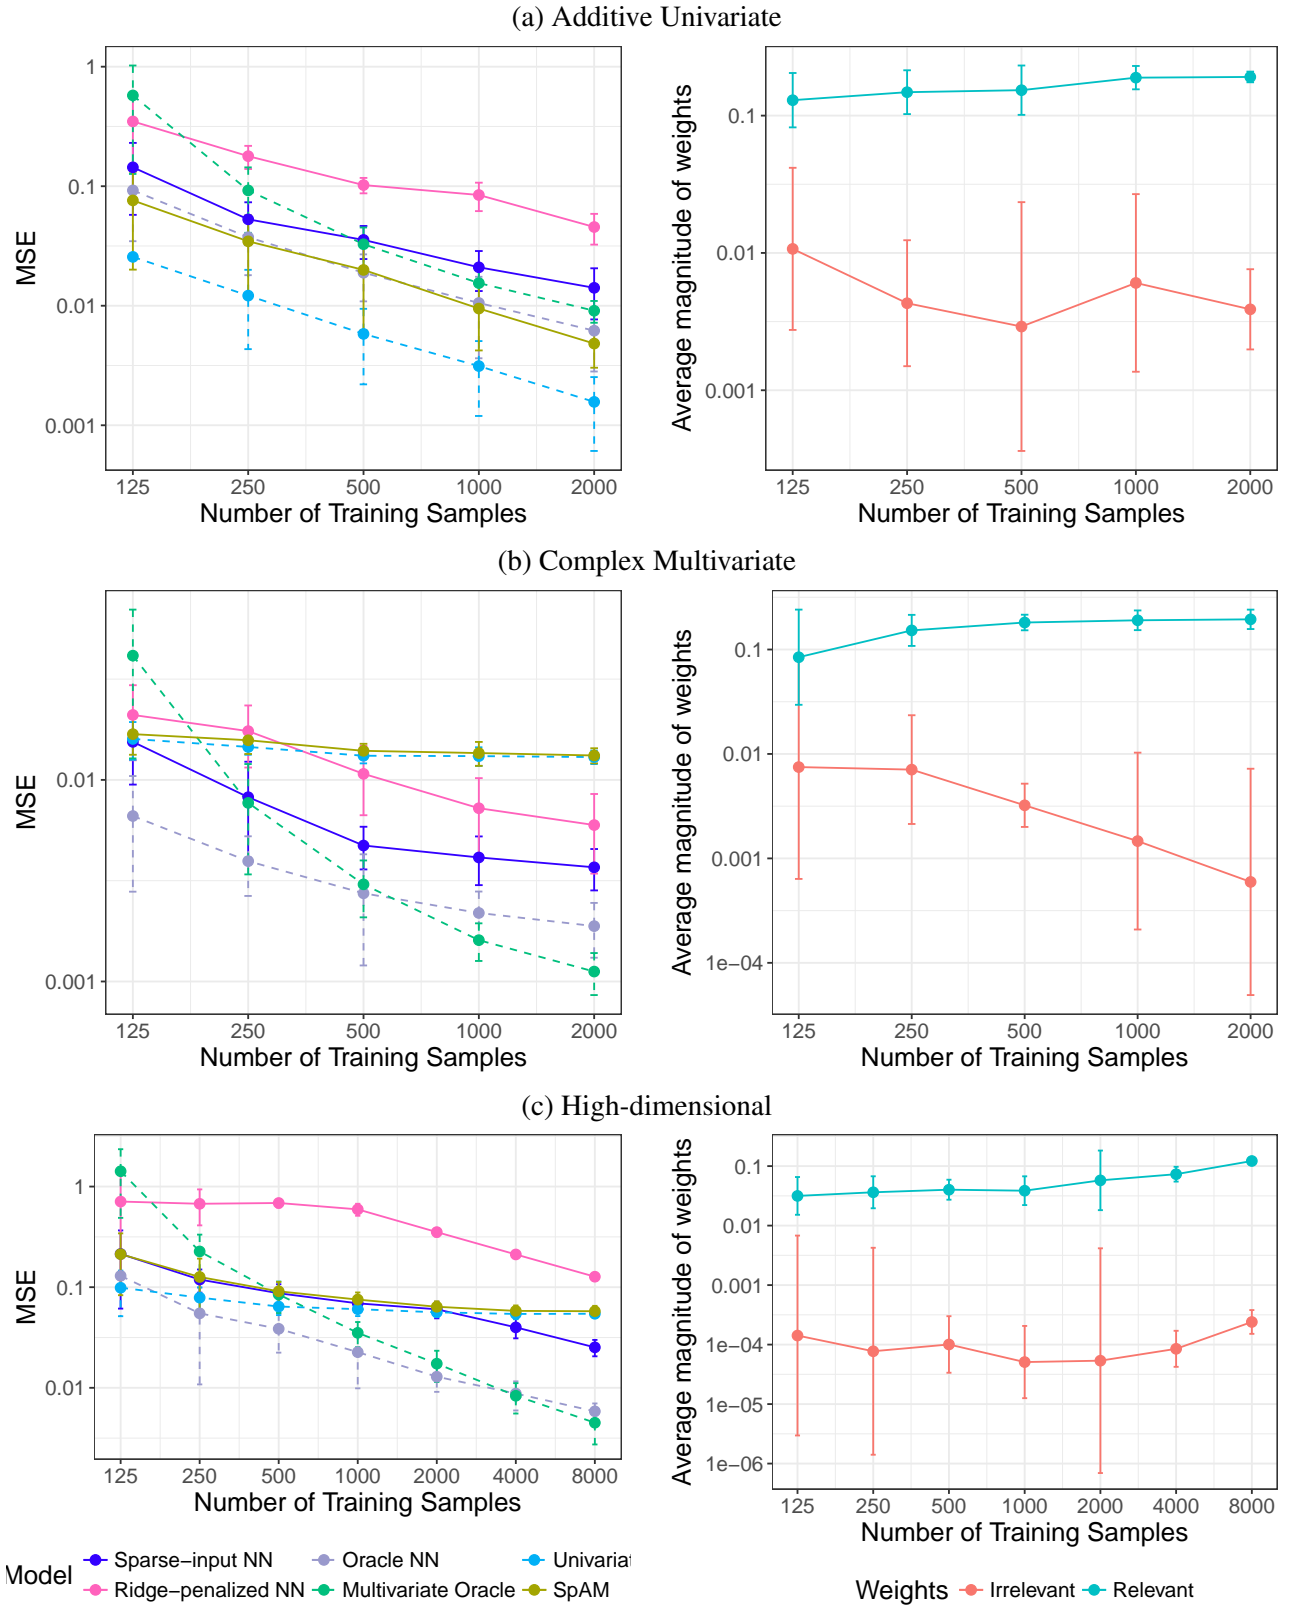 (a) Additive Univariate
MSE
1
0.1
0.01
0.001
125 250 500 1000 2000
Number of Training Samples
Average magnitude of weights
0.1
0.01
0.001
125 250 500 1000 2000
Number of Training Samples
(b) Complex Multivariate
MSE
0.01
0.001
125 250 500 1000 2000
Number of Training Samples
Average magnitude of weights
0.1
0.01
0.001
1e−04
125 250 500 1000 2000
Number of Training Samples
(c) High-dimensional
MSE
1
0.1
0.01
125 250 500 1000 2000 4000 8000
Number of Training Samples
Average magnitude of weights
0.1
0.01
0.001
1e−04
1e−05
1e−06
125 250 500 1000 2000 4000 8000
Number of Training Samples
Model
Sparse−input NN Oracle NN
Ridge−penalized NN Multivariate Oracle SpAM
Weights Irrelevant Relevant